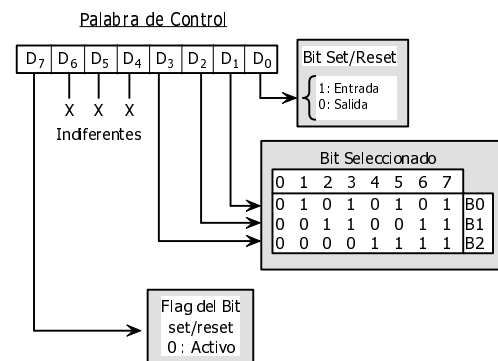 Palabra de Control
D7 D6 D5 D4 D3 D2 D1 D0
X X X
Indiferentes
Bit Set/Reset
1: Entrada
0: Salida
Bit Seleccionado
0 1 2 3 4 5 6 7
0 1 0 1 0 1 0 1 B0
0 0 1 1 0 0 1 1 B1
0 0 0 0 1 1 1 1 B2
Flag del Bit
set/reset
0 : Activo